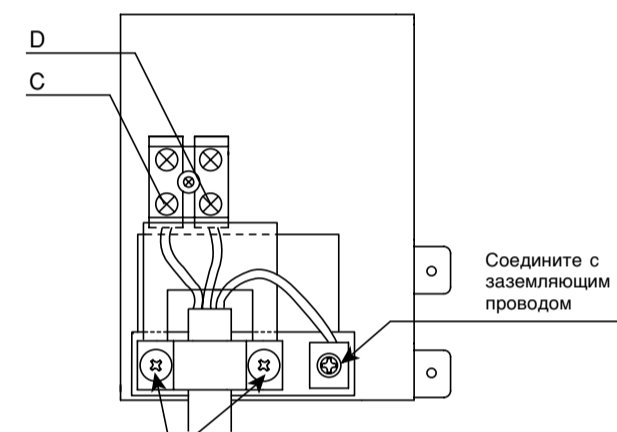 D
C
Соедините с
заземляющим
проводом